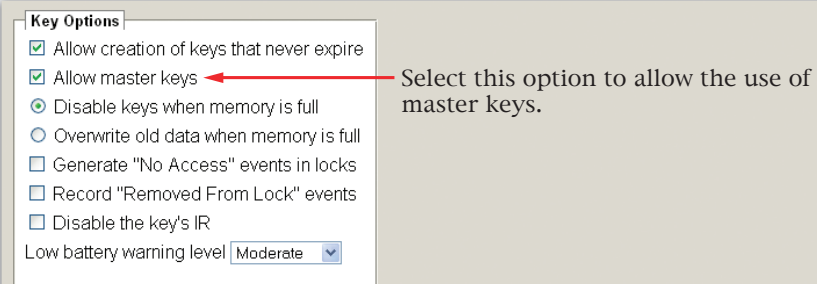 Key Options
Allow creation of keys that never expire
Allow master keys
Select this option to allow the use of
master keys.
Disable keys when memory is full
Overwrite old data when memory is full
Generate "No Access" events in locks
Record "Removed From Lock" events
Disable the key's IR
Low battery warning level Moderate